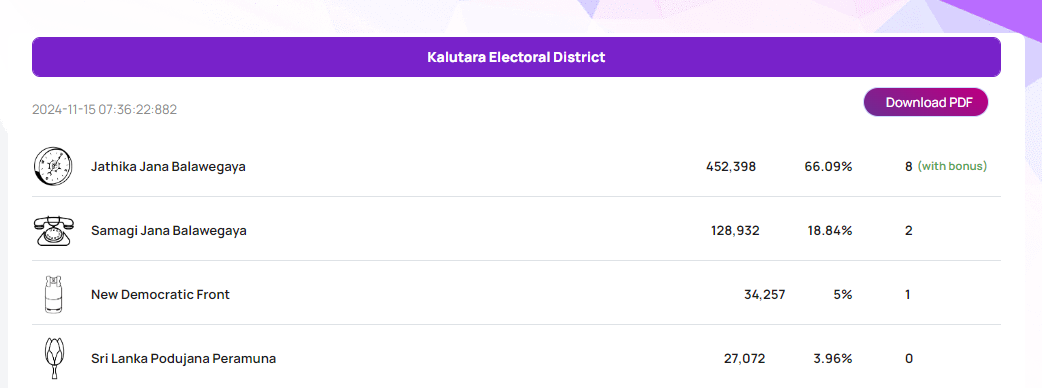 Kalutara Electoral District
2024-11-15 07:36:22:882
Download PDF
Jathika Jana Balawegaya 452,398 66.09% 8 (with bonus)
Samagi Jana Balawegaya 128,932 18.84% 2
New Democratic Front 34,257 5% 1
Sri Lanka Podujana Peramuna 27,072 3.96% 0